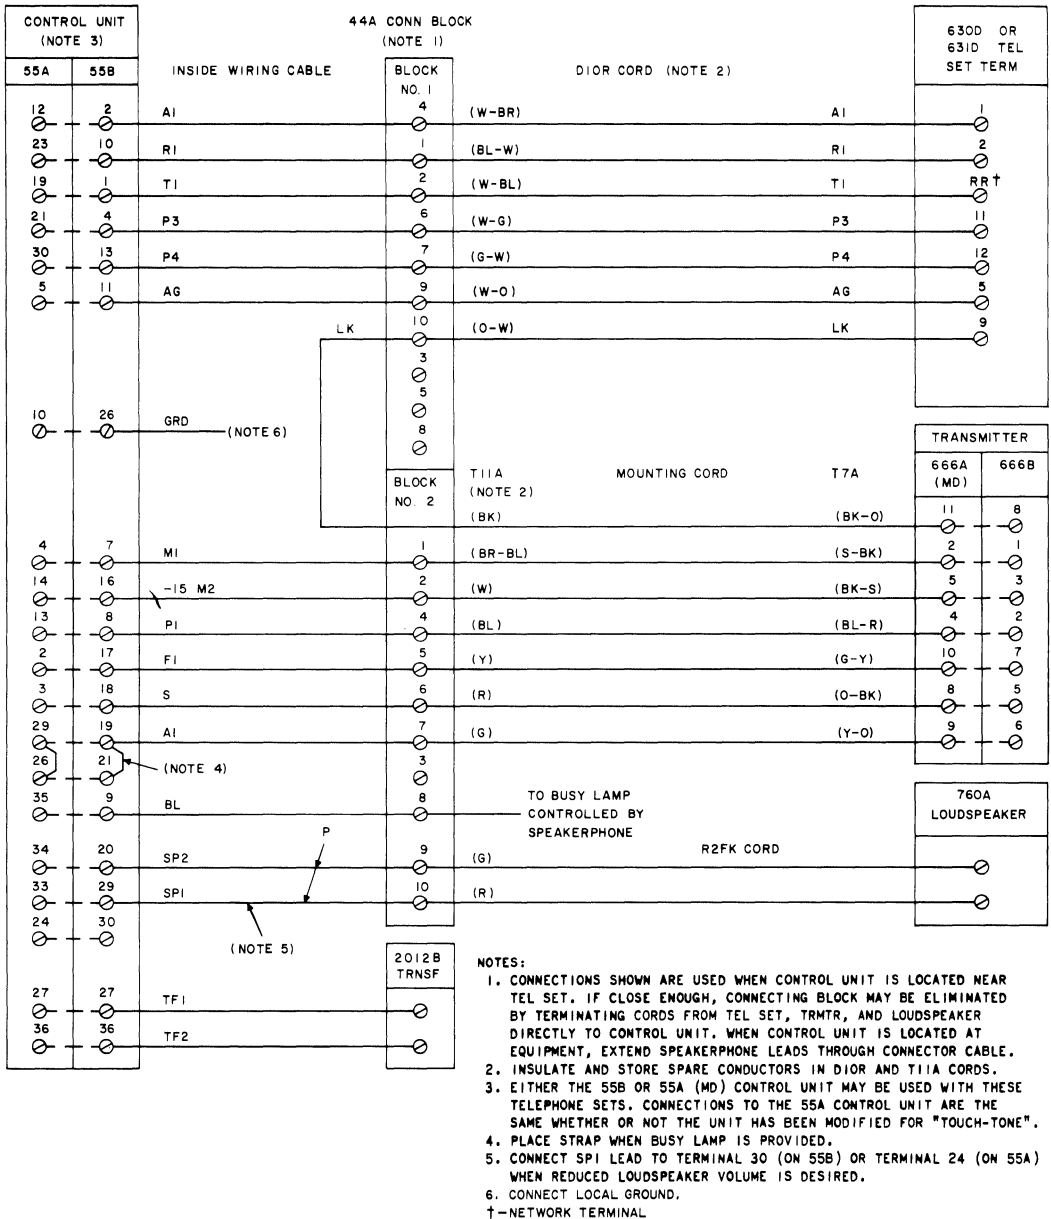 CONTROL UNIT
(NOTE 3)
44A CONN BLOCK
(NOTE 1)
630D OR
631D TEL
SET TERM
55A 55B INSIDE WIRING CABLE BLOCK
NO. 1
DIOR CORD (NOTE 2)
12 2 A1 4 (W-BR) A1 1
23 10 R1 1 (BL-W) R1 2
19 1 T1 2 (W-BL) T1 RR†
21 4 P3 6 (W-G) P3 11
30 13 P4 7 (G-W) P4 12
5 11 AG 9 (W-O) AG 5
LK 10 (O-W) LK 9
3
5
10 26 GRD (NOTE 6) 8
TRANSMITTER
666A
(MD)
666B
BLOCK
NO. 2
T11A
(NOTE 2)
MOUNTING CORD T7A
(BK) (BK-O) 11 8
4 7 M1 1 (BR-BL) (S-BK) 2 1
14 16 -15 M2 2 (W) (BK-S) 5 3
13 8 P1 4 (BL) (BL-R) 4 2
2 17 F1 5 (Y) (G-Y) 10 7
3 18 S 6 (R) (O-BK) 8 5
29 19 A1 7 (G) (Y-O) 9 6
26 21 (NOTE 4) 3
35 9 BL 8
TO BUSY LAMP
CONTROLLED BY
SPEAKERPHONE
760A
LOUDSPEAKER
P
34 20 SP2 9 (G) R2FK CORD
33 29 SP1 10 (R)
24 30
(NOTE 5)
2012B
TRNSF
27 27 TF1
36 36 TF2
NOTES:
1. CONNECTIONS SHOWN ARE USED WHEN CONTROL UNIT IS LOCATED NEAR
TEL SET. IF CLOSE ENOUGH, CONNECTING BLOCK MAY BE ELIMINATED
BY TERMINATING CORDS FROM TEL SET, TRMTR, AND LOUDSPEAKER
DIRECTLY TO CONTROL UNIT. WHEN CONTROL UNIT IS LOCATED AT
EQUIPMENT, EXTEND SPEAKERPHONE LEADS THROUGH CONNECTOR CABLE.
2. INSULATE AND STORE SPARE CONDUCTORS IN DIOR AND T11A CORDS.
3. EITHER THE 55B OR 55A (MD) CONTROL UNIT MAY BE USED WITH THESE
TELEPHONE SETS. CONNECTIONS TO THE 55A CONTROL UNIT ARE THE
SAME WHETHER OR NOT THE UNIT HAS BEEN MODIFIED FOR "TOUCH-TONE".
4. PLACE STRAP WHEN BUSY LAMP IS PROVIDED.
5. CONNECT SP1 LEAD TO TERMINAL 30 (ON 55B) OR TERMINAL 24 (ON 55A)
WHEN REDUCED LOUDSPEAKER VOLUME IS DESIRED.
6. CONNECT LOCAL GROUND.
†-NETWORK TERMINAL